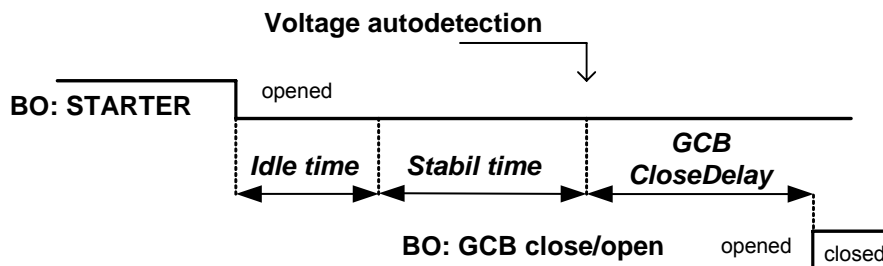 Voltage autodetection
opened
BO: STARTER
GCB
Idle time
Stabil time
CloseDelay
BO: GCB close/open
opened
closed